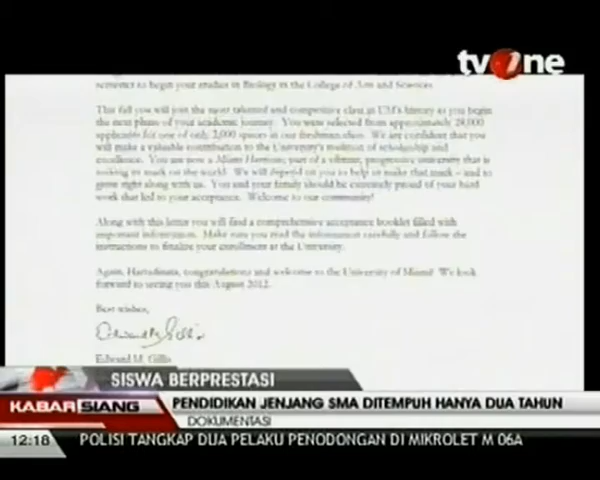 tvOne
semester to begin your studies in Biology in the College of Arts and Sciences
This fall you will join the most talented and competitive class in UM's history as you begin
the next phase of your academic journey. You were selected from approximately 28,000
applicants for one of only 2,000 spaces in our freshman class. We are confident that you
will make a valuable contribution to the University's tradition of scholarship and
excellence. You are now a Miami Hurricane, part of a vibrant, progressive university that is
making its mark on the world. We will depend on you to help us make that mark – and to
grow right along with us. You and your family should be extremely proud of your hard
work that led to your acceptance. Welcome to our community!
Along with this letter you will find a comprehensive acceptance booklet filled with
important information. Make sure you read the information carefully and follow the
instructions to finalize your enrollment at the University.
Again, congratulations and welcome to the University of Miami! We look
forward to seeing you this August 2012.
Best wishes,
Edward M. Gillis
SISWA BERPRESTASI
KABAR SIANG
PENDIDIKAN JENJANG SMA DITEMPUH HANYA DUA TAHUN
DOKUMENTASI
12:18
POLISI TANGKAP DUA PELAKU PENODONGAN DI MIKROLET M 06A